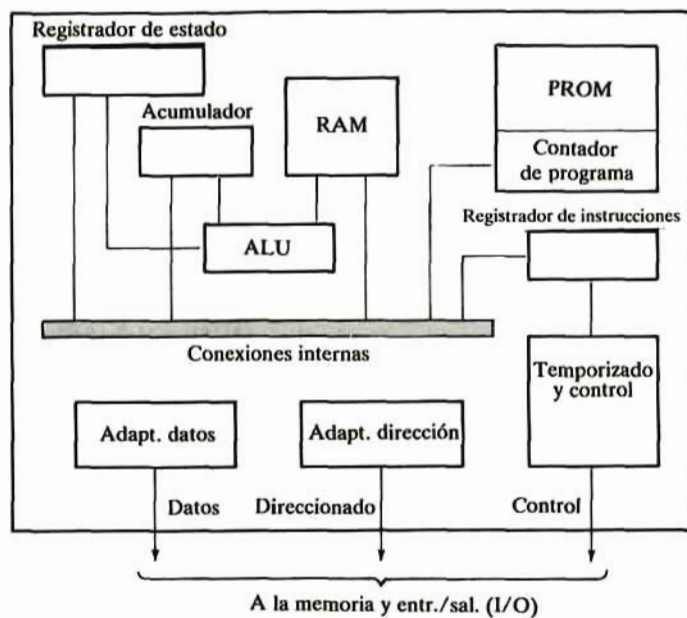 Registrador de estado
Acumulador
RAM
PROM
Contador
de programa
ALU
Registrador de instrucciones
Conexiones internas
Temporizado
y control
Adapt. datos
Adapt. dirección
Datos
Direccionado
Control
A la memoria y entr./sal. (I/O)